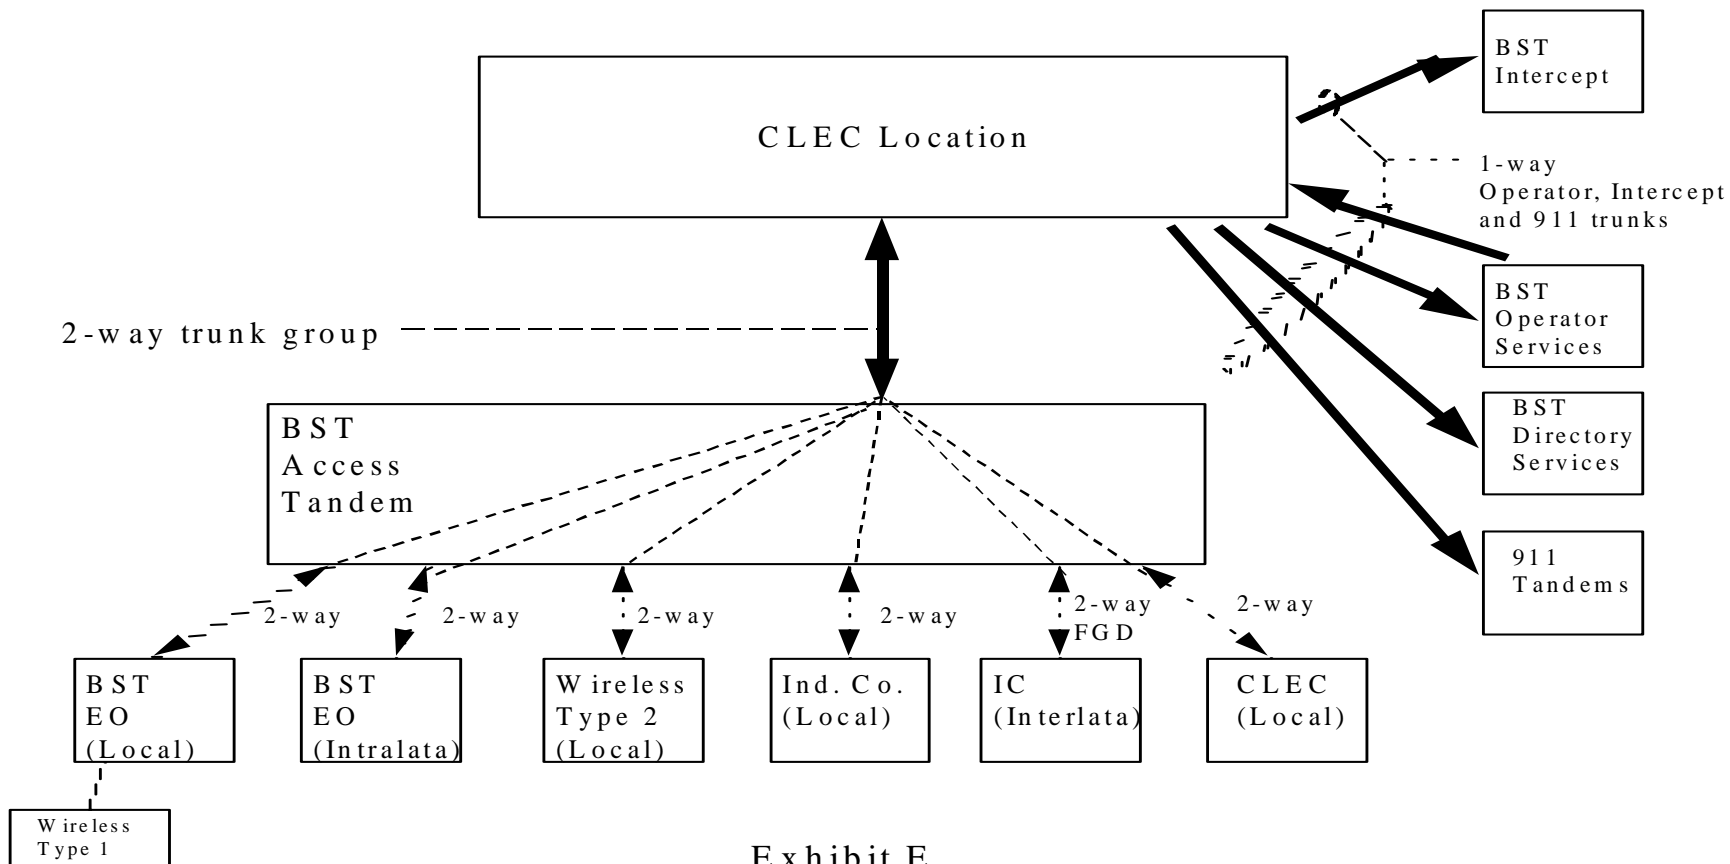 BST
Intercept
CLEC Location
1-way
Operator, Intercept
and 911 trunks
BST
Operator
Services
2-way trunk group
BST
Directory
Services
BST
Access
Tandem
911
Tandems
2-way
2-way
2-way
2-way
2-way
FGD
2-way
BST
EO
(Local)
BST
EO
(Intralata)
Wireless
Type 2
(Local)
Ind. Co.
(Local)
IC
(Interlata)
CLEC
(Local)
Wireless
Type 1
Exhibit E